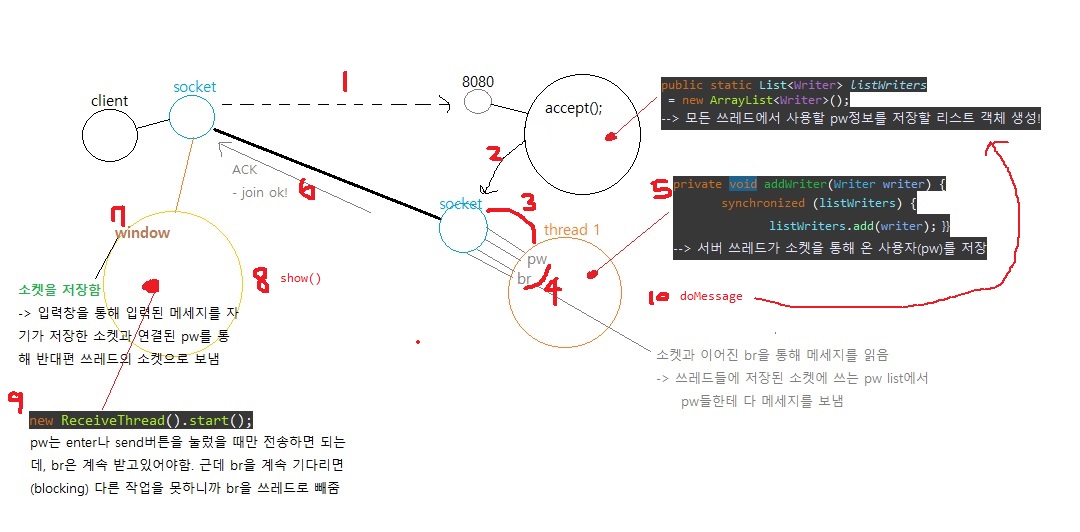 1
8080
socket
client
accept();
public static List<Writer> listWriters
= new ArrayList<Writer>();
--> 모든 쓰레드에서 사용할 pw정보를 저장할 리스트 객체 생성!
2
ACK
- join ok!
6
5
private void addWriter(Writer writer) {
synchronized (listWriters) {
listWriters.add(writer); }}
--> 서버 쓰레드가 소켓을 통해 온 사용자(pw)를 저장
socket
3
thread 1
pw
br
4
7
window
8
show()
소켓을 저장함
-> 입력창을 통해 입력된 메세지를 자
기가 저장한 소켓과 연결된 pw를 통
해 반대편 쓰레드의 소켓으로 보냄
10
doMessage
소켓과 이어진 br을 통해 메세지를 읽음
-> 쓰레드들에 저장된 소켓에 쓰는 pw list에서
pw들한테 다 메세지를 보냄
9
new ReceiveThread().start();
pw는 enter나 send버튼을 눌렀을 때만 전송하면 되는
데, br은 계속 받고있어야함. 근데 br을 계속 기다리면
(blocking) 다른 작업을 못하니까 br을 쓰레드로 빼줌